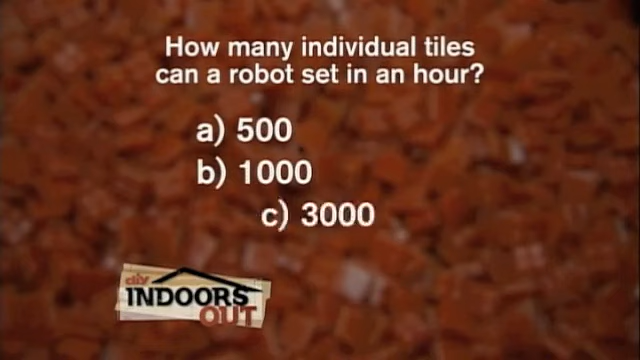 How many individual tiles
can a robot set in an hour?
a) 500
b) 1000
c) 3000
diy
INDOORS
OUT